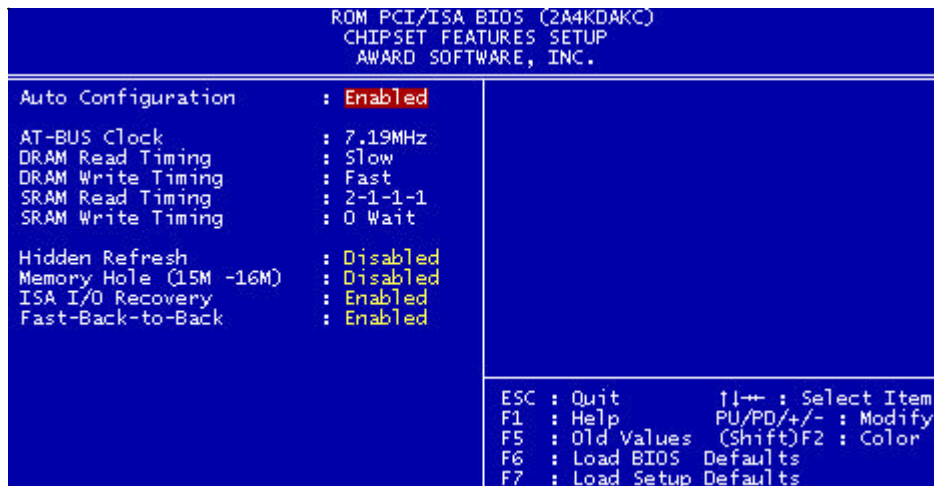 ROM PCI/ISA BIOS (2A4KDAKC)
CHIPSET FEATURES SETUP
AWARD SOFTWARE, INC.
Auto Configuration : Enabled
AT-BUS Clock : 7.19MHz
DRAM Read Timing : Slow
DRAM Write Timing : Fast
SRAM Read Timing : 2-1-1-1
SRAM Write Timing : 0 Wait
Hidden Refresh : Disabled
Memory Hole (15M -16M) : Disabled
ISA I/O Recovery : Enabled
Fast-Back-to-Back : Enabled
ESC : Quit ↑↓→← : Select Item
F1 : Help PU/PD/+/- : Modify
F5 : Old Values (Shift)F2 : Color
F6 : Load BIOS Defaults
F7 : Load Setup Defaults